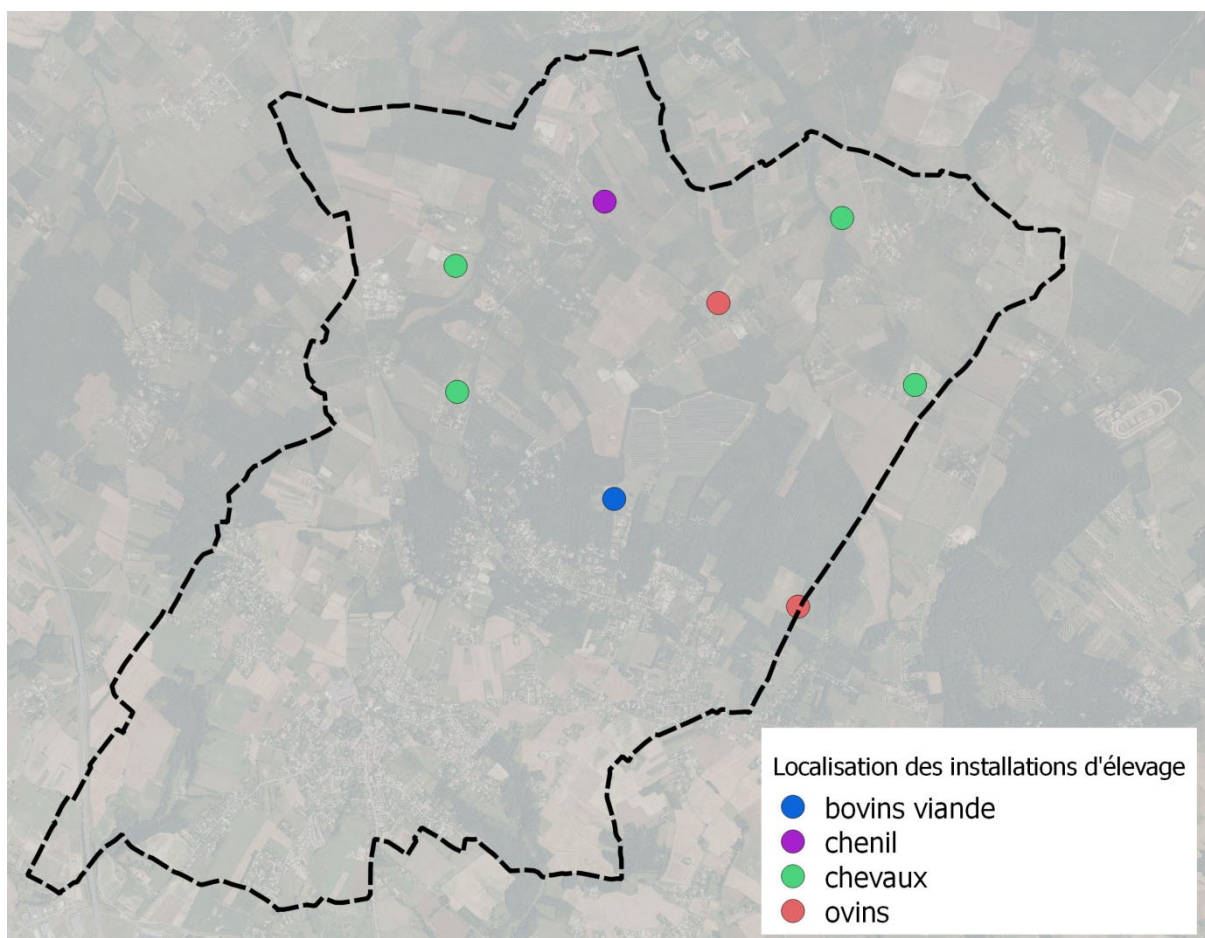 Localisation des installations d'élevage
bovins viande
chenil
chevaux
ovins